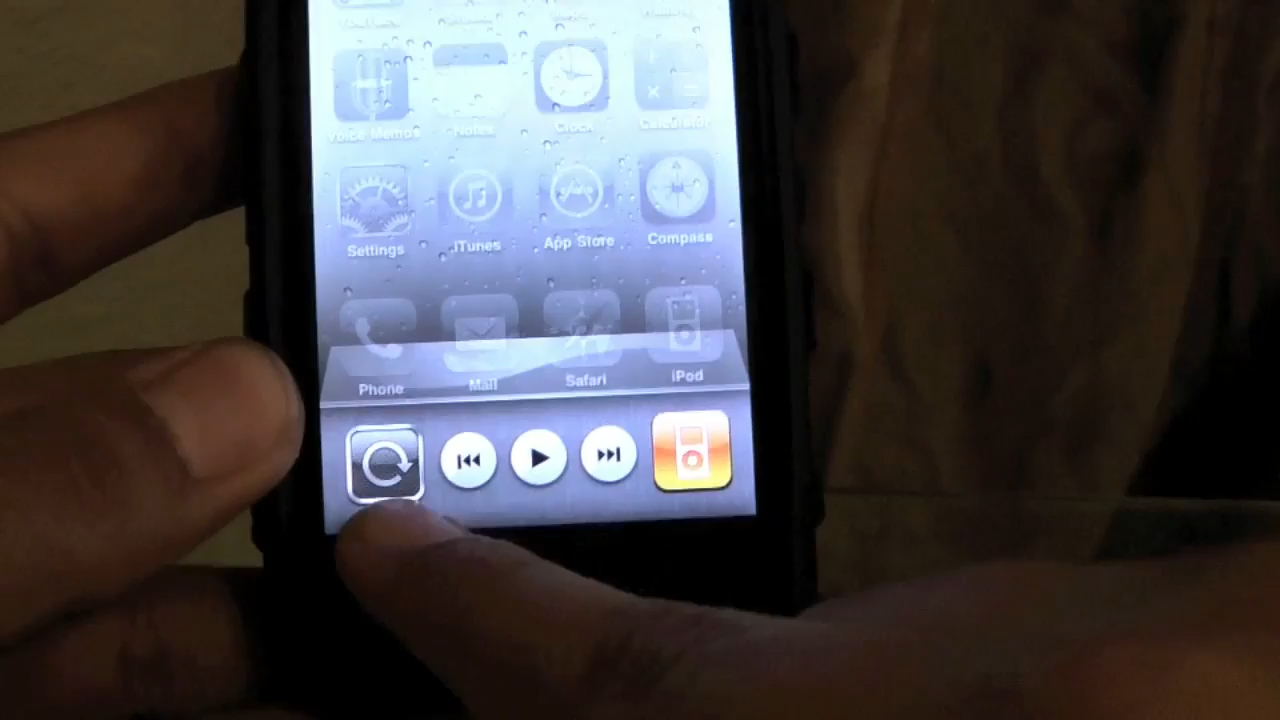 Voice Memos Notes Clock Calculator
Settings iTunes App Store Compass
Phone Mail Safari iPod